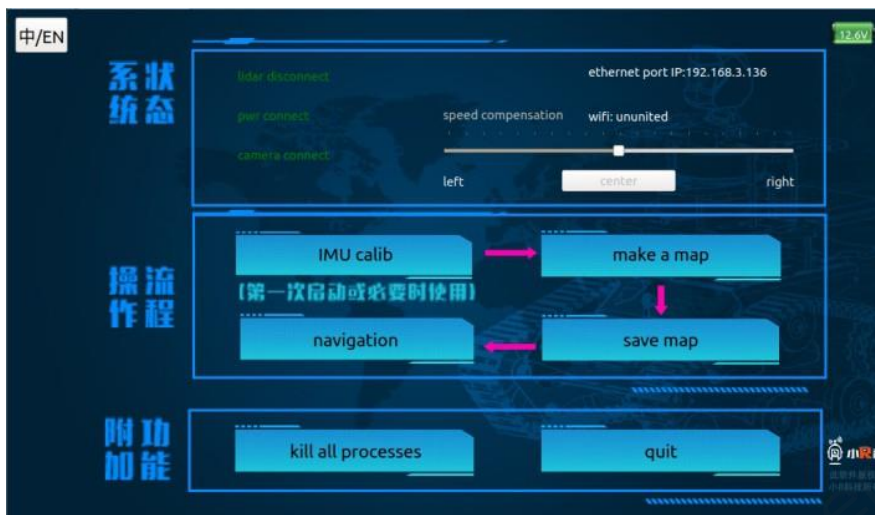 中/EN
12.6V
系 状
统 态
lidar disconnect
ethernet port IP:192.168.3.136
pwr connect
speed compensation
wifi: ununited
camera connect
left
center
right
操 流
作 程
IMU calib
make a map
(第一次启动或必要时使用)
navigation
save map
附 功
加 能
kill all processes
quit
小R